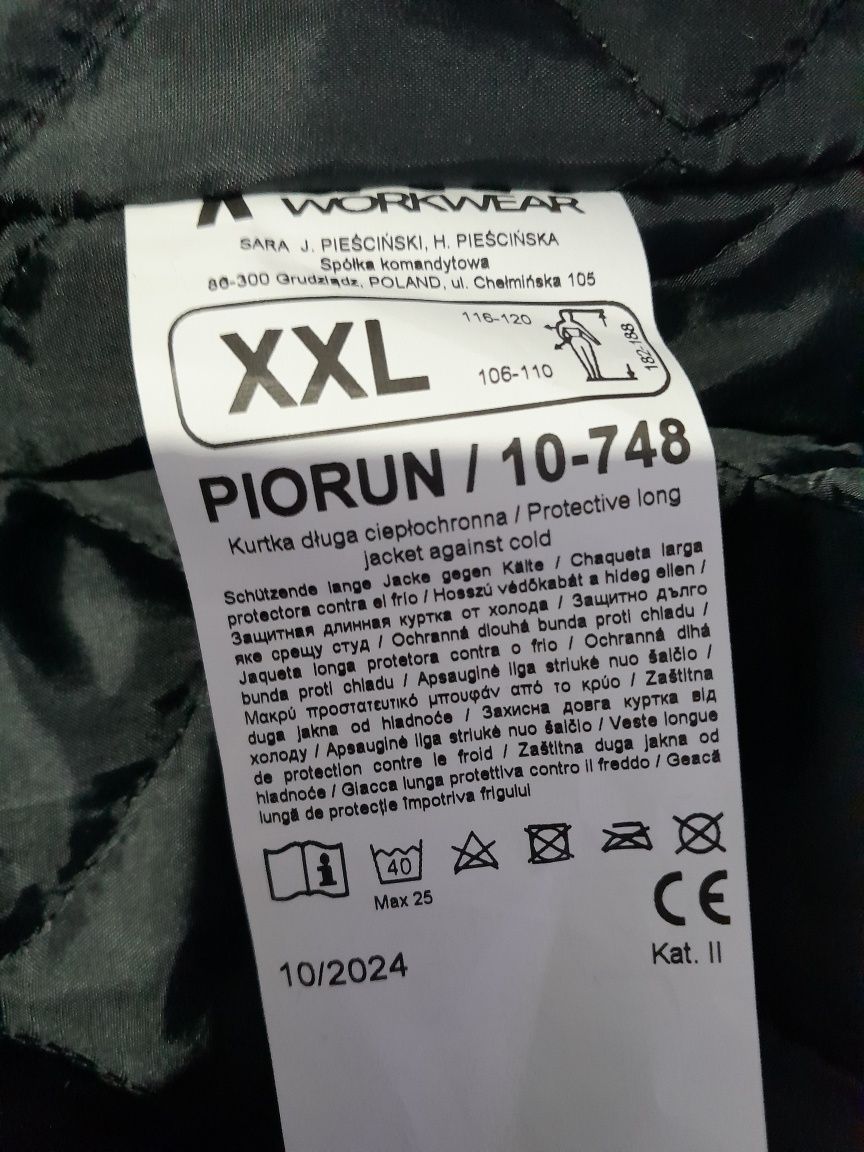 WORKWEAR
SARA J. PIEŚCIŃSKI, H. PIEŚCIŃSKA
Spółka komandytowa
86-300 Grudziądz, POLAND, ul. Chełmińska 105
116-120
XXL
182-188
106-110
PIORUN / 10-748
Kurtka długa ciepłochronna / Protective long
jacket against cold
Schützende lange Jacke gegen Kälte / Chaqueta larga
protectora contra el frío / Hosszú védőkabát a hideg ellen /
Защитная длинная куртка от холода / Защитно дълго
яке срещу студ / Ochranná dlouhá bunda proti chladu /
Jaqueta longa protetora contra o frio / Ochranná dlhá
bunda proti chladu / Apsauginė ilga striukė nuo šalčio /
Μακρύ προστατευτικό μπουφάν από το κρύο / Zaštitna
duga jakna od hladnoće / Захисна довга куртка від
холоду / Apsauginė ilga striukė nuo šalčio / Veste longue
de protection contre le froid / Zaštitna duga jakna od
hladnoće / Giacca lunga protettiva contro il freddo / Geacă
lungă de protecție împotriva frigului
i
40
Max 25
CE
Kat. II
10/2024